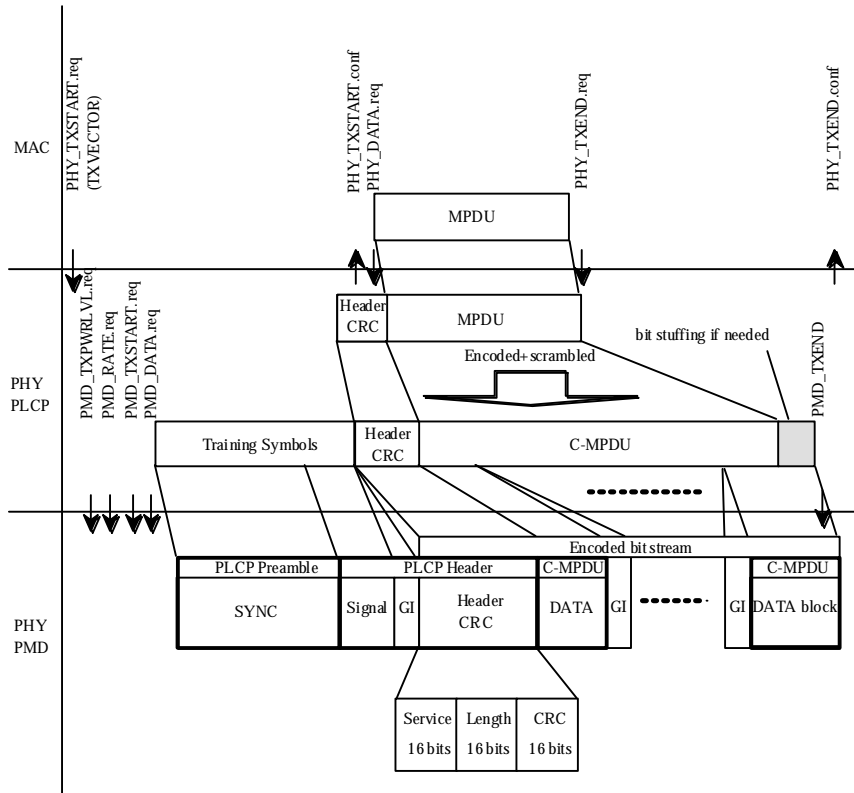 MAC
PHY_TXSTART.req
(TXVECTOR)
PHY_TXSTART.conf
PHY_DATA.req
PHY_TXEND.req
PHY_TXEND.conf
MPDU
PHY
PLCP
PMD_TXPWRLVL.req
PMD_RATE.req
PMD_TXSTART.req
PMD_DATA.req
Header
CRC
MPDU
bit stuffing if needed
Encoded+scrambled
PMD_TXEND
Training Symbols
Header
CRC
C-MPDU
Encoded bit stream
PHY
PMD
PLCP Preamble
PLCP Header
C-MPDU
C-MPDU
SYNC
Signal
GI
Header
CRC
DATA
GI
GI
DATA block
Service
16 bits
Length
16 bits
CRC
16 bits